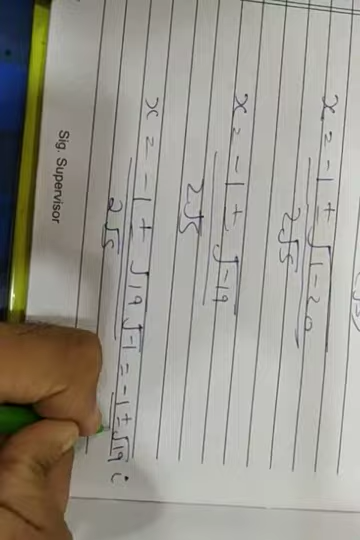 x = -1 ± √1-20 / 2√5
x = -1 ± √-19 / 2√5
x = -1 ± √19 √-1 / 2√5 = -1 ± √19 i
Sig. Supervisor